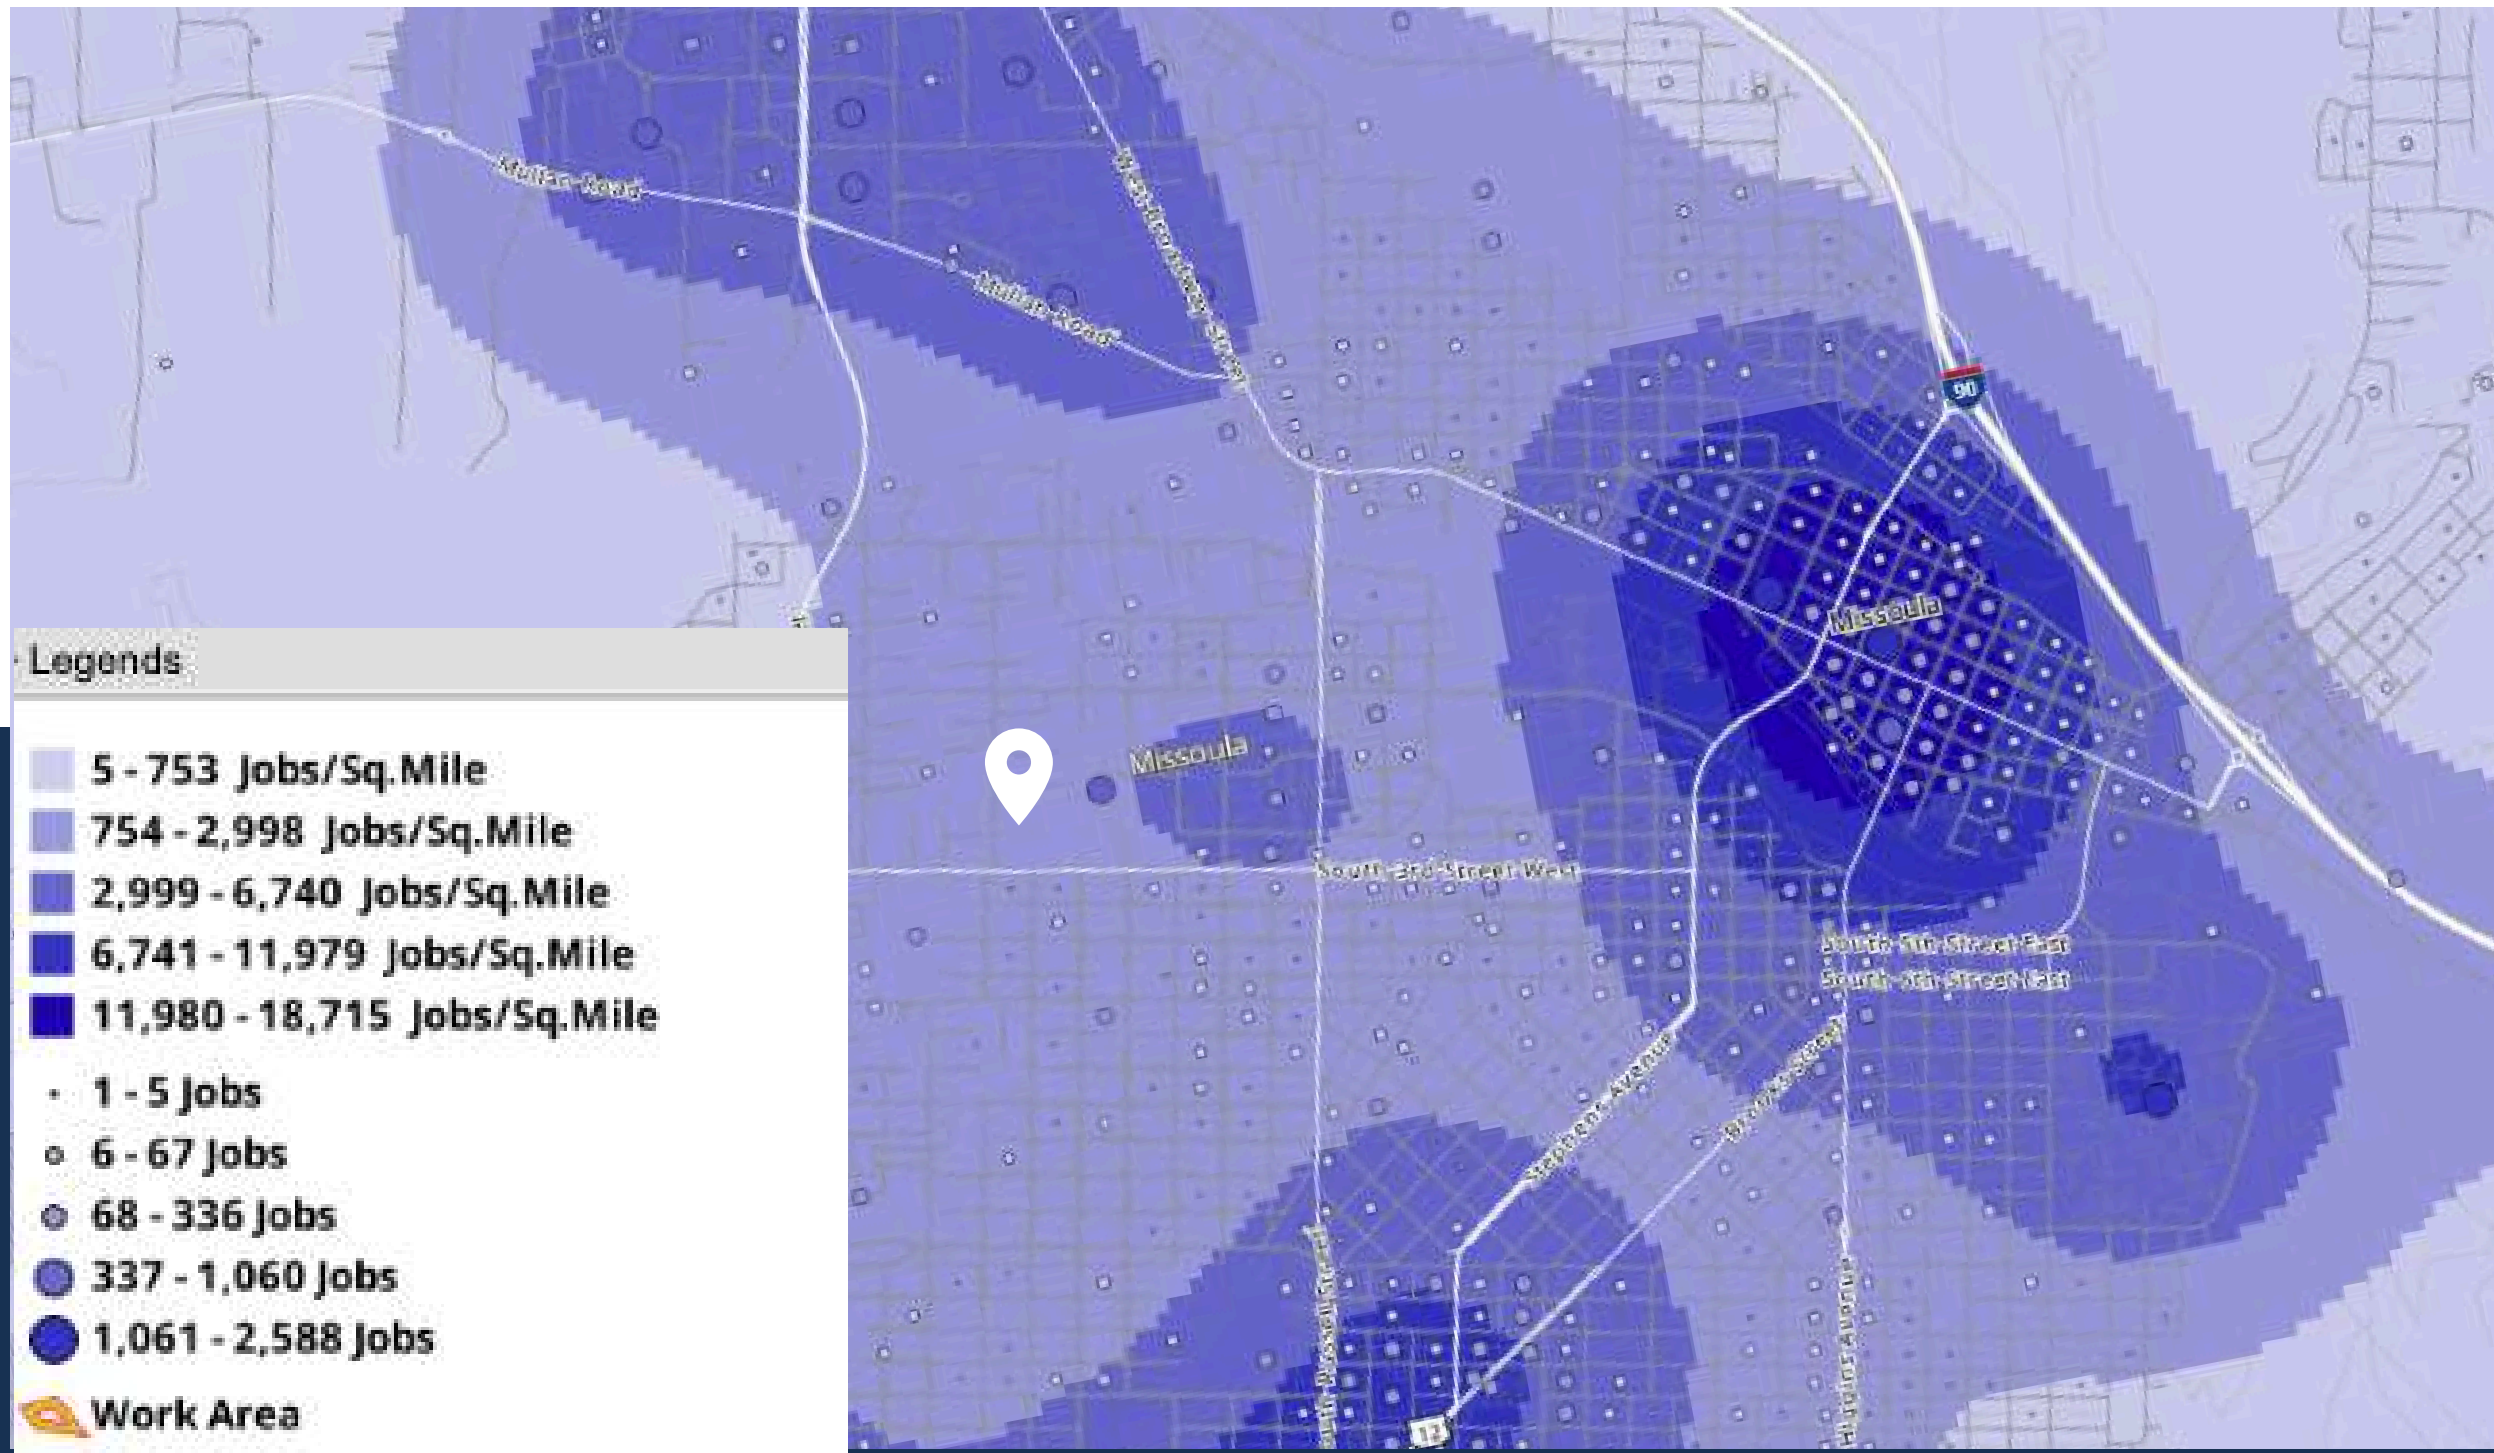 Mullan Road
Mullan Road
90
Missoula
Missoula
South 3rd Street West
South 5th Street East
South 6th Street East
Stephens Avenue
Brooks Street
12
Legends
5 - 753 Jobs/Sq.Mile
754 - 2,998 Jobs/Sq.Mile
2,999 - 6,740 Jobs/Sq.Mile
6,741 - 11,979 Jobs/Sq.Mile
11,980 - 18,715 Jobs/Sq.Mile
1 - 5 Jobs
6 - 67 Jobs
68 - 336 Jobs
337 - 1,060 Jobs
1,061 - 2,588 Jobs
Work Area